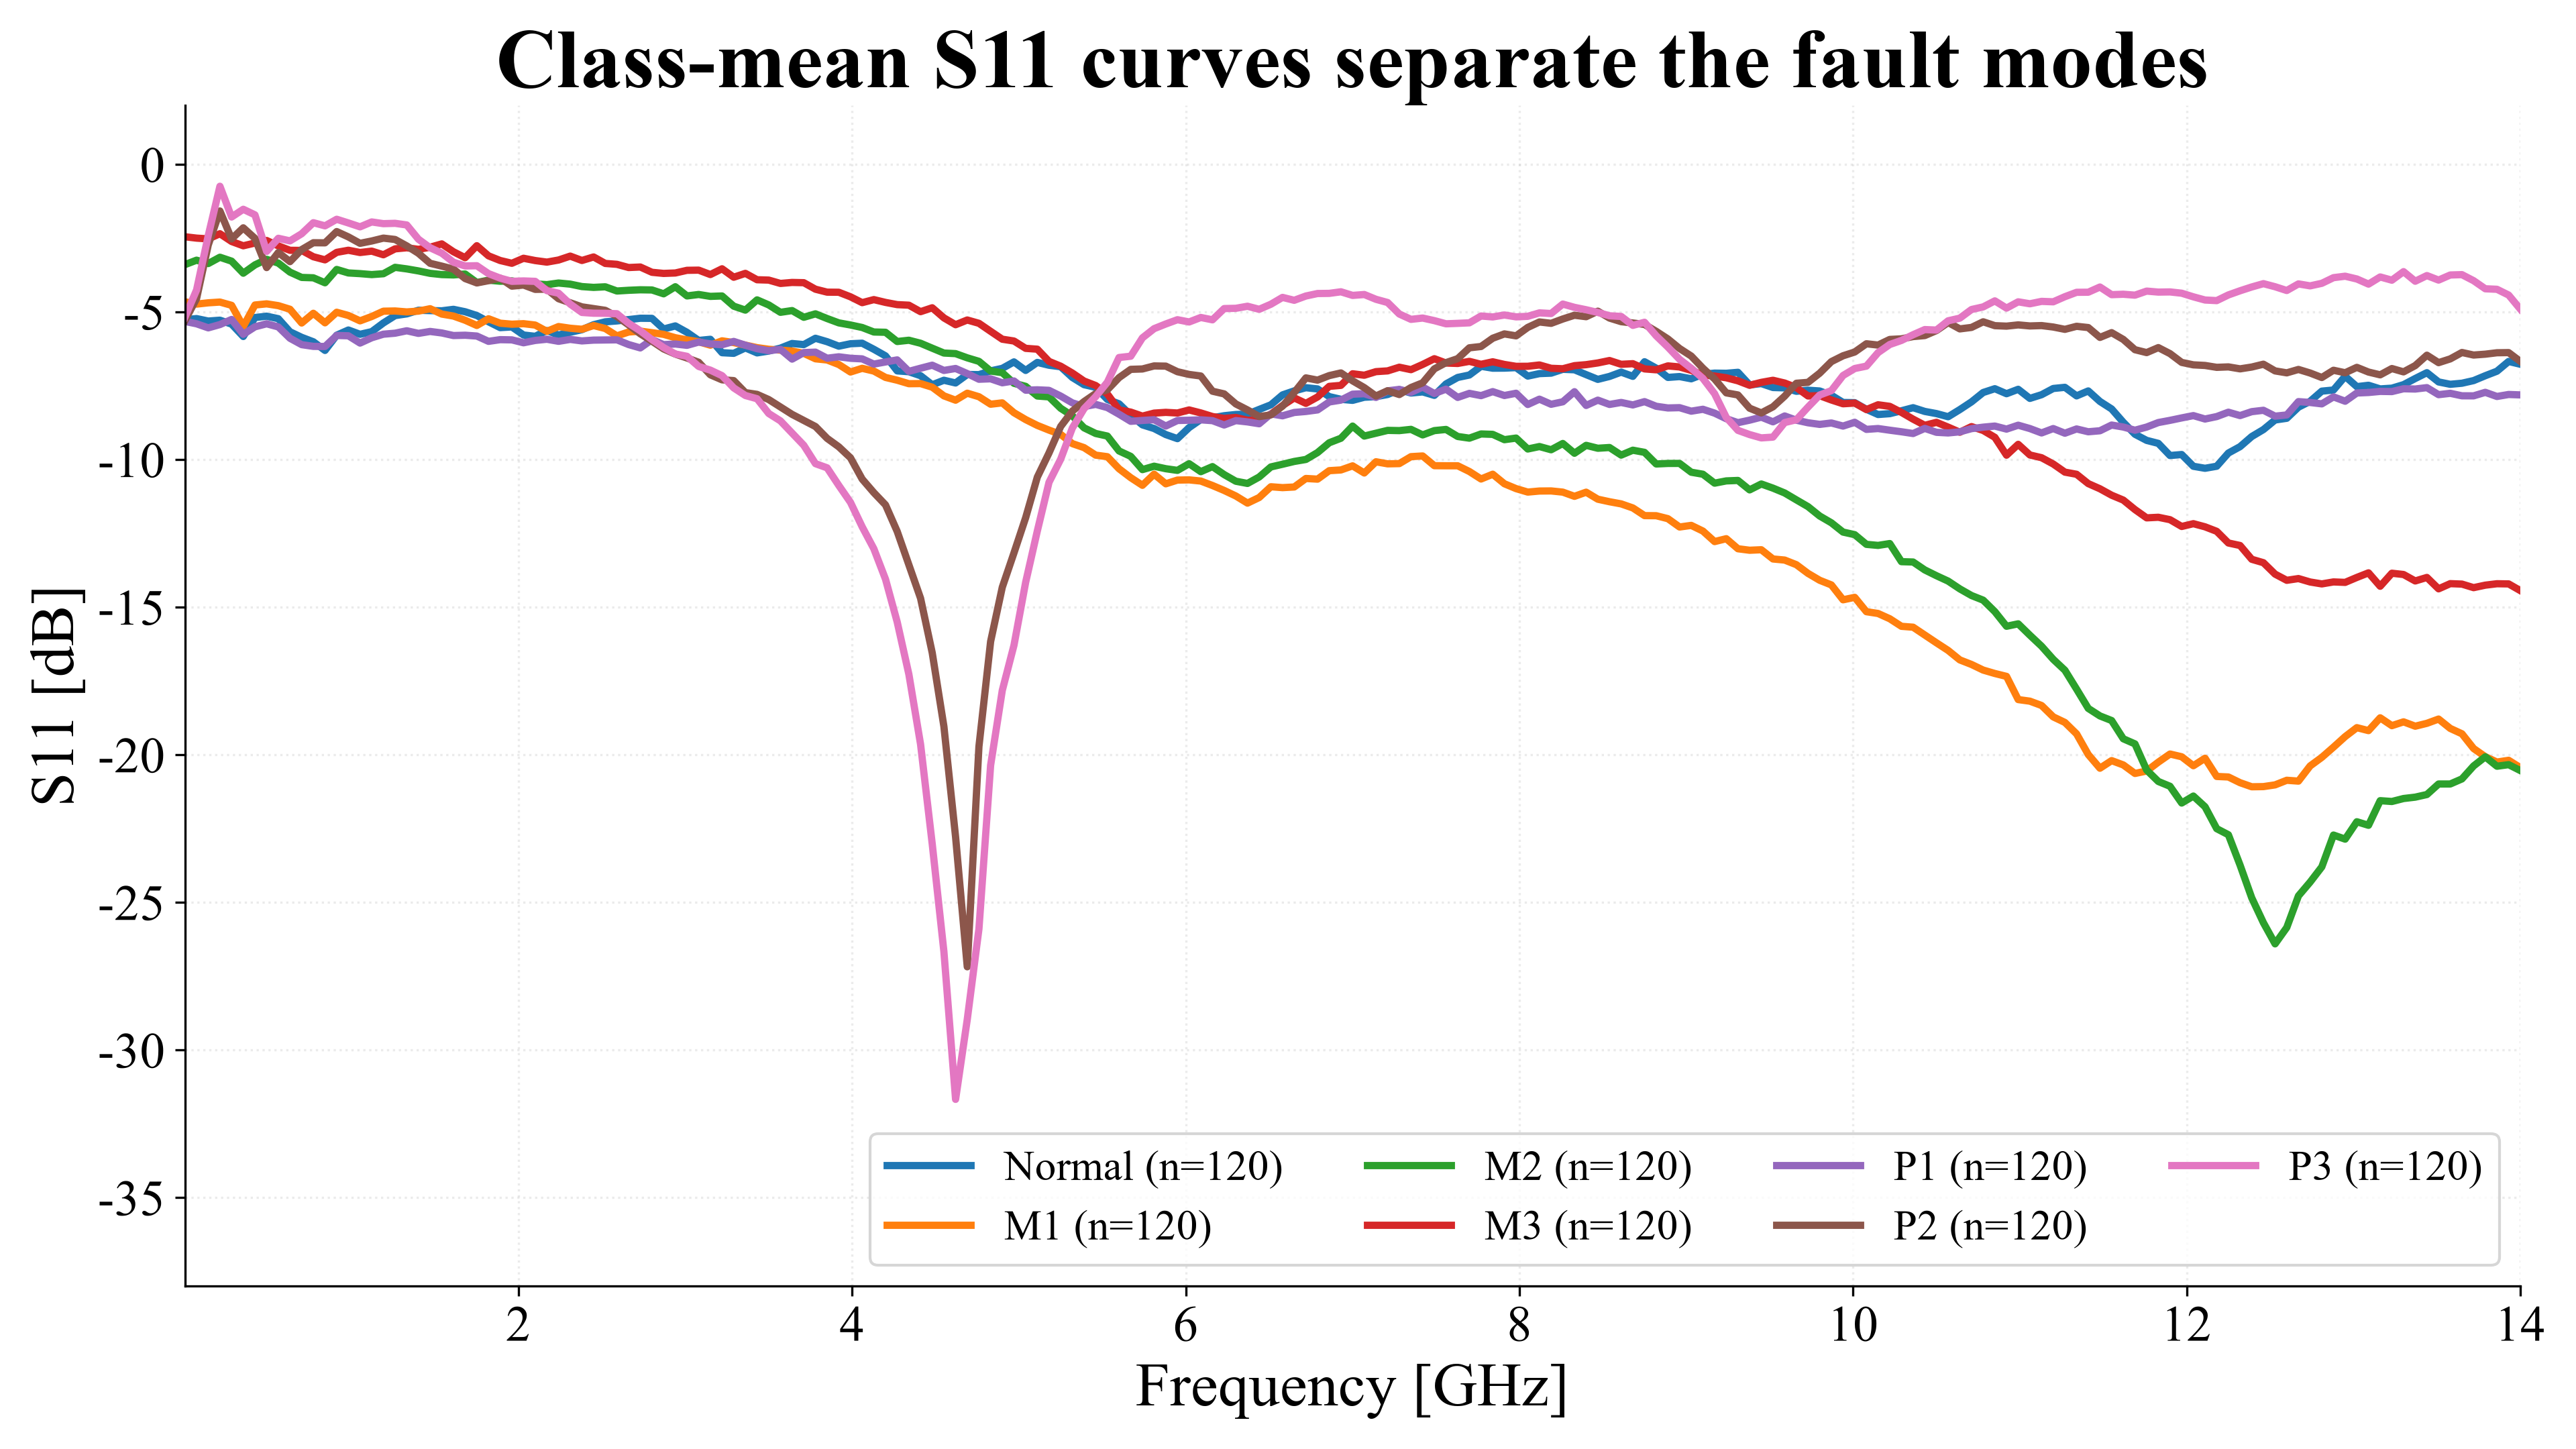 Class-mean S11 curves separate the fault modes
S11 [dB]
0
-5
-10
-15
-20
-25
-30
-35
2
4
6
8
10
12
14
Frequency [GHz]
Normal (n=120)
M1 (n=120)
M2 (n=120)
M3 (n=120)
P1 (n=120)
P2 (n=120)
P3 (n=120)